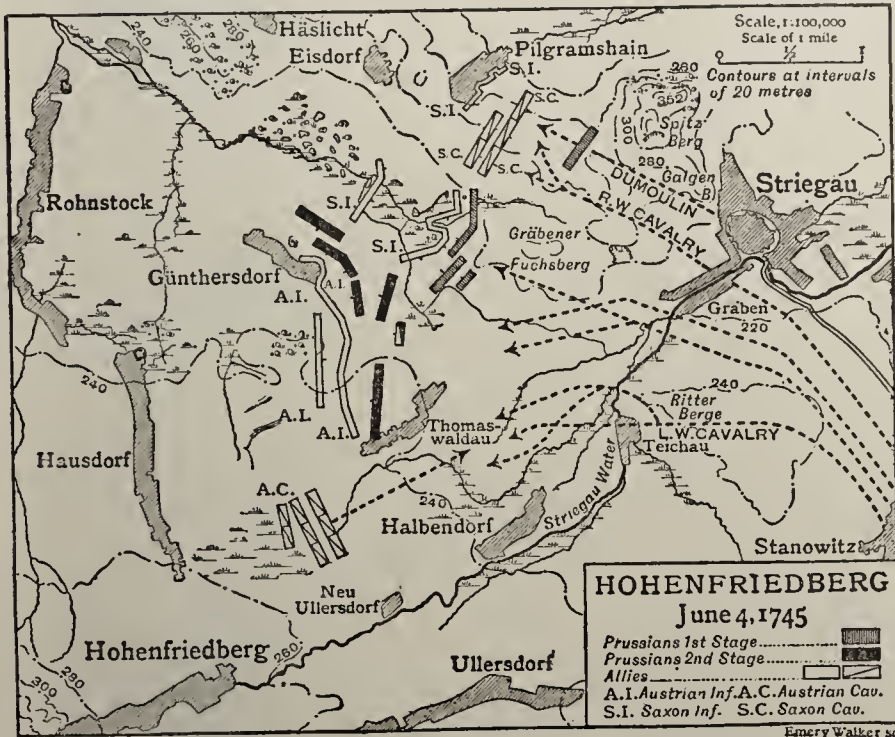 Scale, 1:100,000
Scale of 1 mile
½
Contours at intervals
of 20 metres
Häslicht
Eisdorf
Pilgramshain
S.I.
S.I.
S.C.
S.C.
S.C.
240
280
260
280
352
300
Spitz
Berg
280
Galgen
B.
DUMOULIN
R.W. CAVALRY
Striegau
Rohnstock
S.I.
S.I.
Gräbener
Fuchsberg
Günthersdorf
A.I.
A.I.
Graben
220
240
240
Ritter
Berge
Thomas-
waldau
L.W. CAVALRY
Teichau
A.I.
A.I.
Hausdorf
A.C.
240
Halbendorf
Striegau Water
Stanowitz
Neu
Ullersdorf
Hohenfriedberg
260
280
300
Ullersdorf
HOHENFRIEDBERG
June 4, 1745
Prussians 1st Stage
Prussians 2nd Stage
Allies
A.I. Austrian Inf. A.C. Austrian Cav.
S.I. Saxon Inf. S.C. Saxon Cav.
Emery Walker